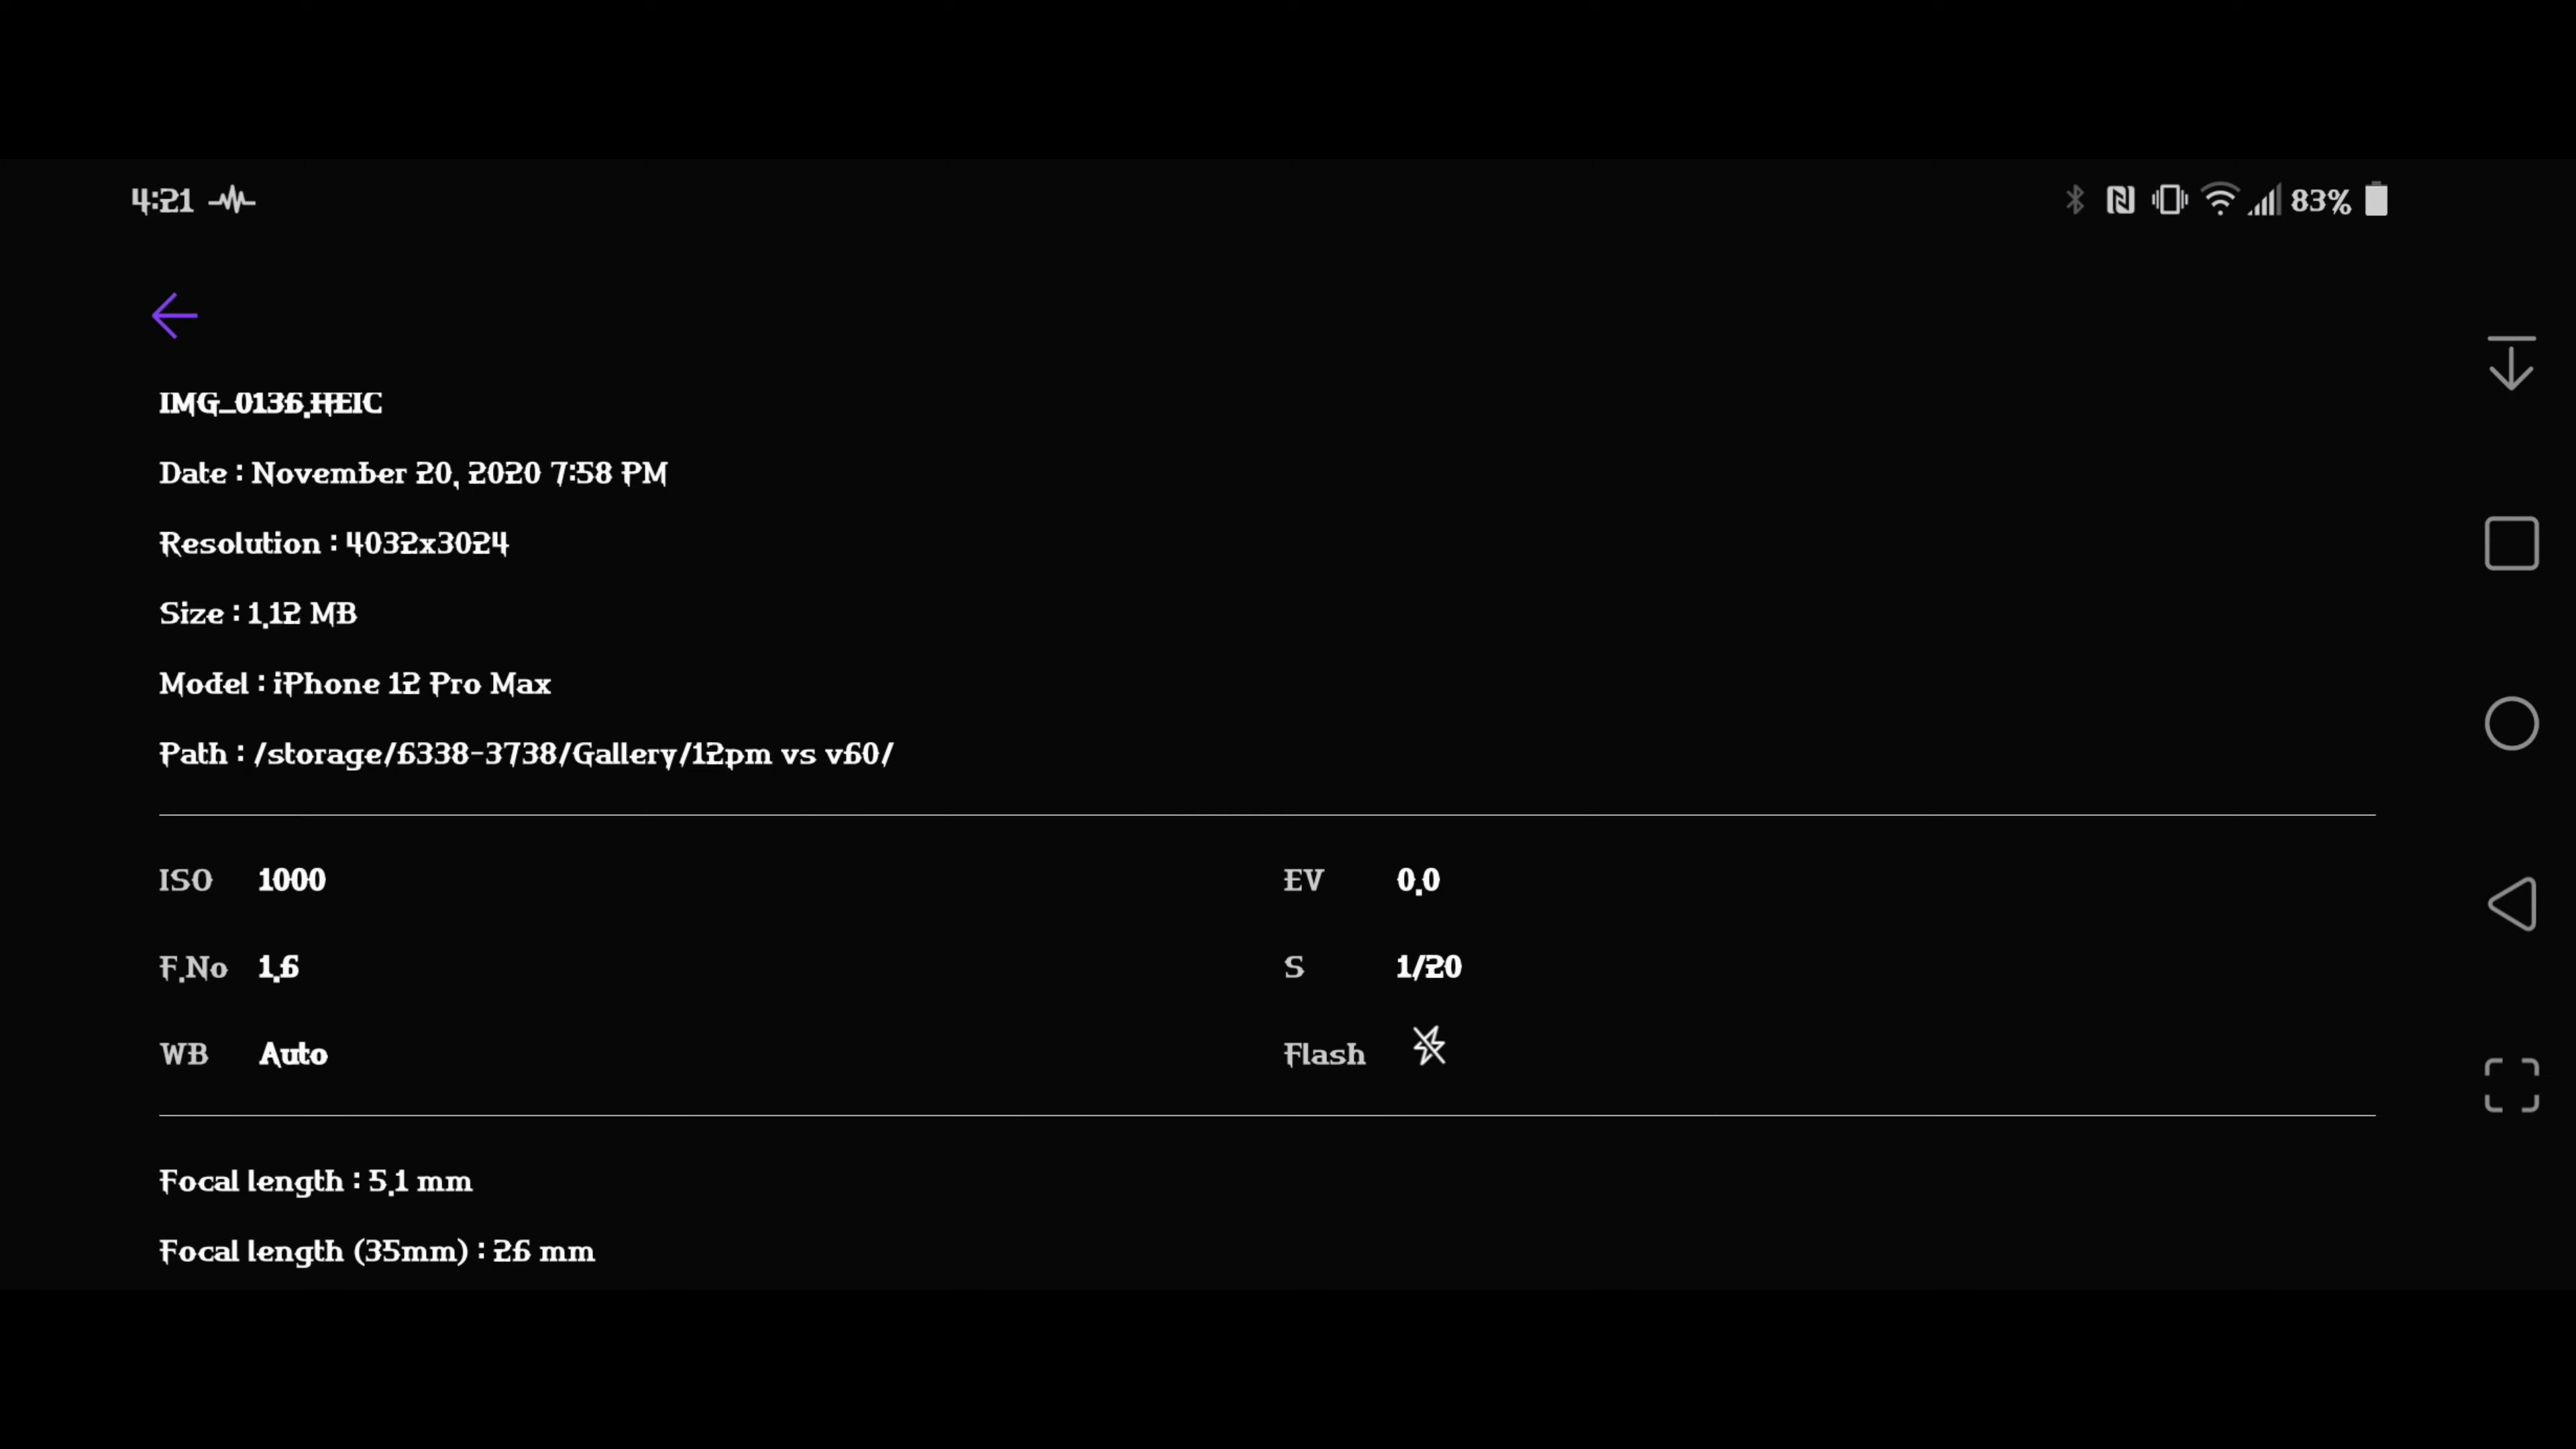 4:21
83%
IMG_0136.HEIC
Date : November 20, 2020 7:58 PM
Resolution : 4032x3024
Size : 1.12 MB
Model : iPhone 12 Pro Max
Path : /storage/6338-3738/Gallery/12pm vs v60/
ISO 1000 EV 0.0
F.No 1.6 S 1/20
WB Auto Flash
Focal length : 5.1 mm
Focal length (35mm) : 26 mm